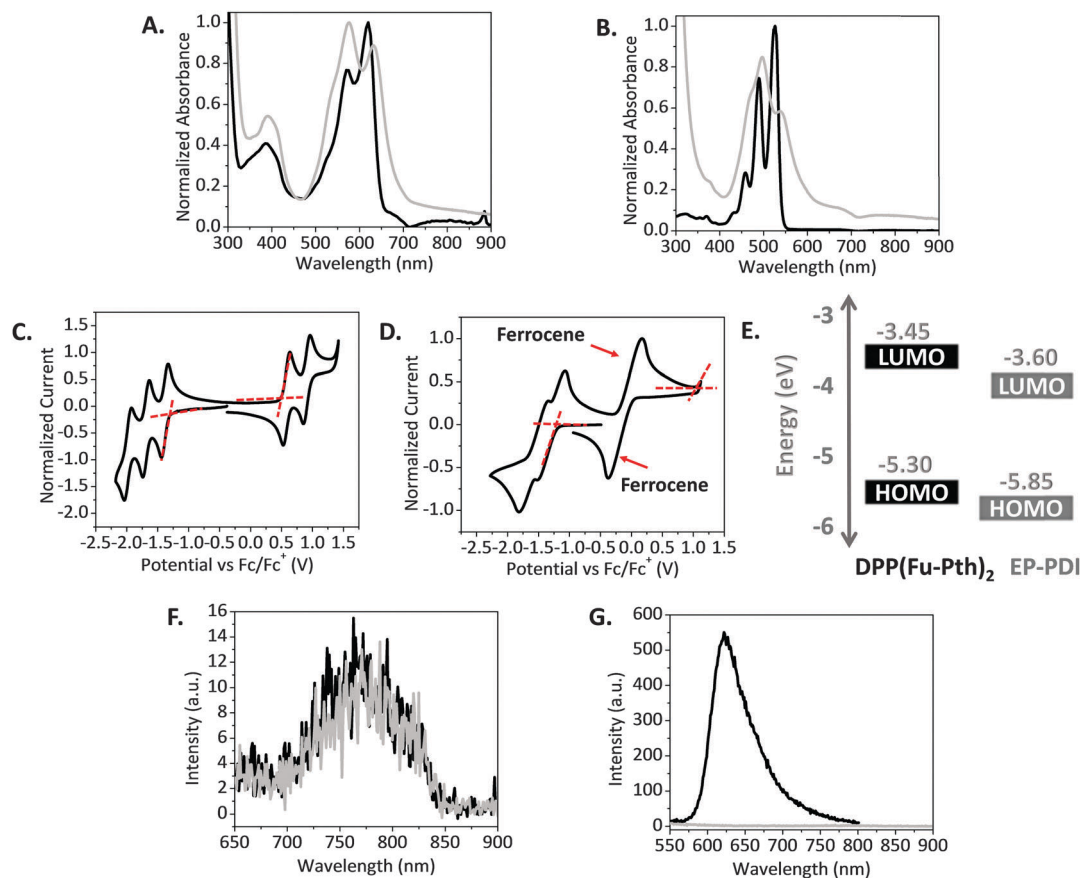 A.
Normalized Absorbance
1.0
0.8
0.6
0.4
0.2
0.0
300 400 500 600 700 800 900
Wavelength (nm)
B.
Normalized Absorbance
1.0
0.8
0.6
0.4
0.2
0.0
300 400 500 600 700 800 900
Wavelength (nm)
C.
Normalized Current
1.5
1.0
0.5
0.0
-0.5
-1.0
-1.5
-2.0
-2.5 -2.0 -1.5 -1.0 -0.5 0.0 0.5 1.0 1.5
Potential vs Fc/Fc+ (V)
D.
Normalized Current
1.0
0.5
0.0
-0.5
-1.0
Ferrocene
Ferrocene
-2.5 -2.0 -1.5 -1.0 -0.5 0.0 0.5 1.0 1.5
Potential vs Fc/Fc+ (V)
E.
Energy (eV)
-3
-4
-5
-6
-3.45
LUMO
-3.60
LUMO
-5.30
HOMO
-5.85
HOMO
DPP(Fu-Pth)2 EP-PDI
F.
Intensity (a.u.)
16
14
12
10
8
6
4
2
0
650 700 750 800 850 900
Wavelength (nm)
G.
Intensity (a.u.)
600
500
400
300
200
100
0
550 600 650 700 750 800 850 900
Wavelength (nm)